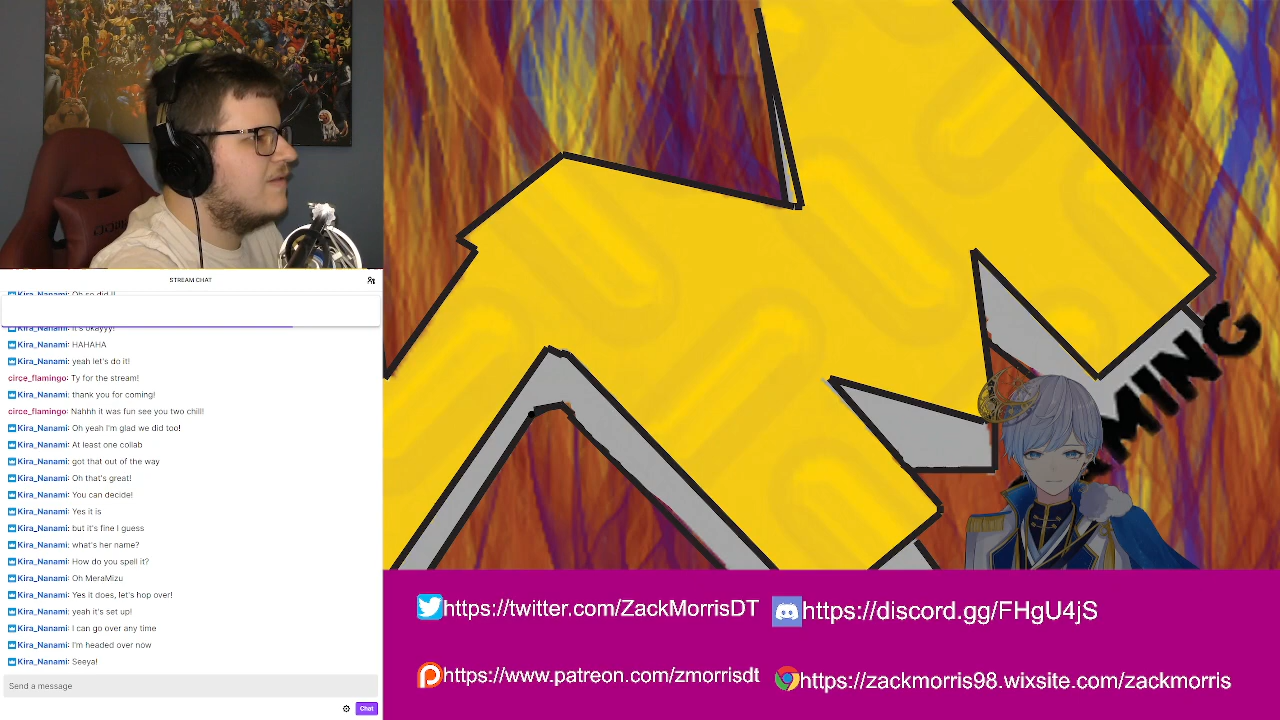 STREAM CHAT
Kira_Nanami: Oh so did I!
Kira_Nanami: it's okayyy!
Kira_Nanami: HAHAHA
Kira_Nanami: yeah let's do it!
circe_flamingo: Ty for the stream!
Kira_Nanami: thank you for coming!
circe_flamingo: Nahhh it was fun see you two chill!
Kira_Nanami: Oh yeah I'm glad we did too!
Kira_Nanami: At least one collab
Kira_Nanami: got that out of the way
Kira_Nanami: Oh that's great!
Kira_Nanami: You can decide!
Kira_Nanami: Yes it is
Kira_Nanami: but it's fine I guess
Kira_Nanami: what's her name?
Kira_Nanami: How do you spell it?
Kira_Nanami: Oh MeraMizu
Kira_Nanami: Yes it does, let's hop over!
Kira_Nanami: yeah it's set up!
Kira_Nanami: I can go over any time
Kira_Nanami: I'm headed over now
Kira_Nanami: Seeya!
Send a message
Chat
MING
https://twitter.com/ZackMorrisDT
https://discord.gg/FHgU4jS
https://www.patreon.com/zmorrisdt
https://zackmorris98.wixsite.com/zackmorris